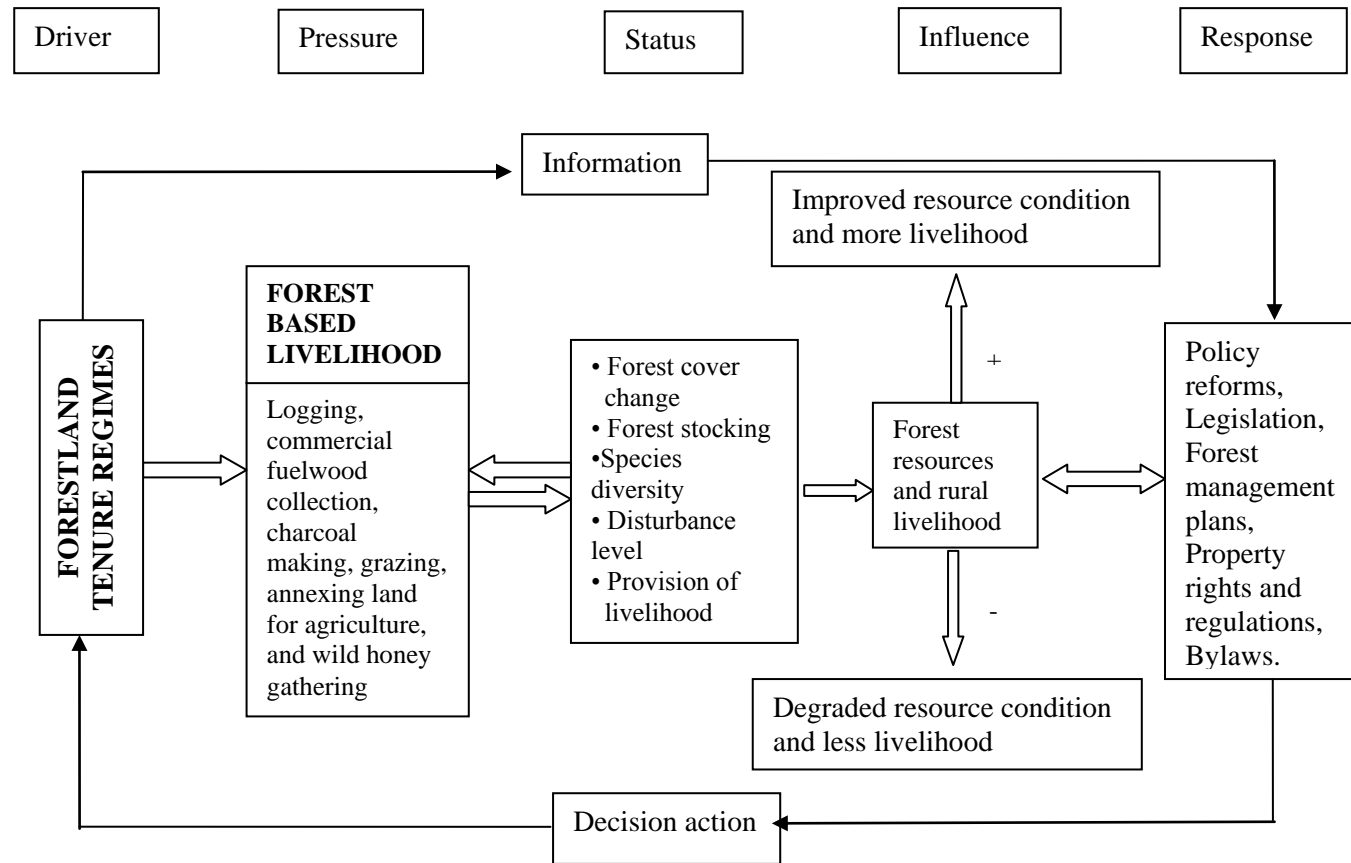 Driver
Pressure
Status
Influence
Response
Information
Improved resource condition
and more livelihood
FORESTLAND
TENURE REGIMES
FOREST
BASED
LIVELIHOOD
Logging,
commercial
fuelwood
collection,
charcoal
making, grazing,
annexing land
for agriculture,
and wild honey
gathering
• Forest cover
change
• Forest stocking
•Species
diversity
• Disturbance
level
• Provision of
livelihood
+
Forest
resources
and rural
livelihood
-
Degraded resource condition
and less livelihood
Policy
reforms,
Legislation,
Forest
management
plans,
Property
rights and
regulations,
Bylaws.
Decision action